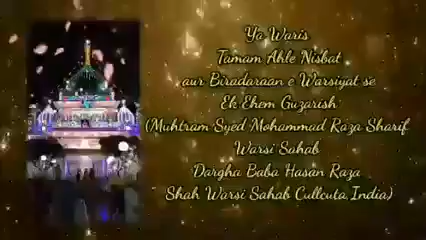 Ya Waris
Tamam Ahle Nisbat
aur Biradaraan e Warsiyat se
Ek Ehem Guzarish
(Muhtram Syed Mohammad Raza Sharif
Warsi Sahab
Dargha Baba Hasan Raza
Shah Warsi Sahab Cullcuta,India)